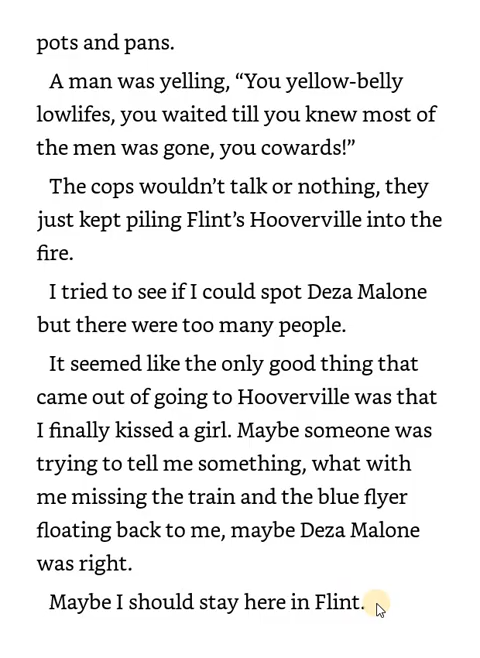 pots and pans.
A man was yelling, “You yellow-belly
lowlifes, you waited till you knew most of
the men was gone, you cowards!”
The cops wouldn’t talk or nothing, they
just kept piling Flint’s Hooverville into the
fire.
I tried to see if I could spot Deza Malone
but there were too many people.
It seemed like the only good thing that
came out of going to Hooverville was that
I finally kissed a girl. Maybe someone was
trying to tell me something, what with
me missing the train and the blue flyer
floating back to me, maybe Deza Malone
was right.
Maybe I should stay here in Flint.